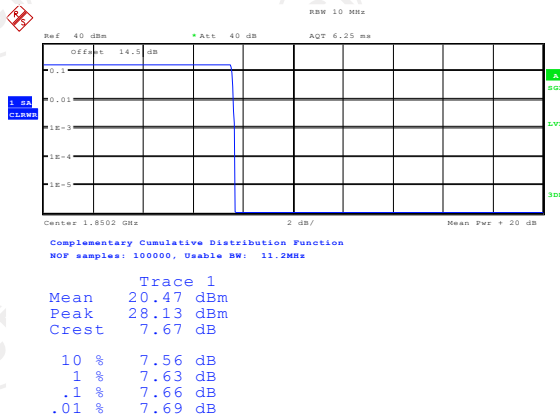 R S
RBW 10 MHz
Ref 40 dBm * Att 40 dB AQT 6.25 ms
Offset 14.5 dB
0.1
0.01
1E-3
1E-4
1E-5
1 SA
CLRWR
A
SG
LV
3D
Center 1.8502 GHz 2 dB/ Mean Pwr + 20 dB
Complementary Cumulative Distribution Function
NOF samples: 100000, Usable BW: 11.2MHz
Trace 1
Mean 20.47 dBm
Peak 28.13 dBm
Crest 7.67 dB
10 % 7.56 dB
1 % 7.63 dB
.1 % 7.66 dB
.01 % 7.69 dB